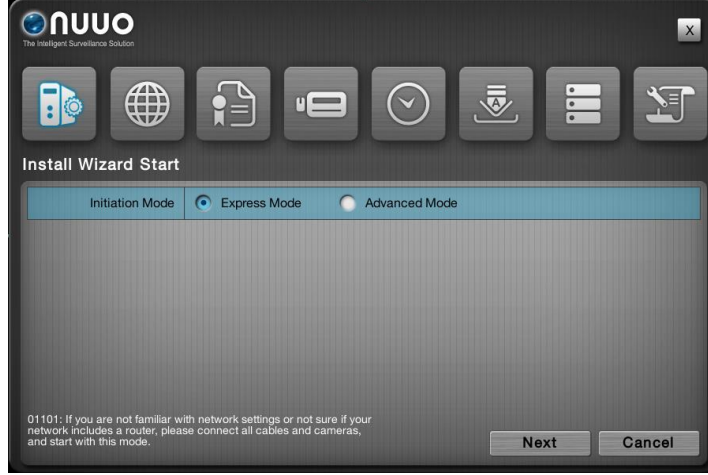 NUUO
The Intelligent Surveillance Solution
X
A
Install Wizard Start
Initiation Mode Express Mode Advanced Mode
01101: If you are not familiar with network settings or not sure if your
network includes a router, please connect all cables and cameras,
and start with this mode.
Next Cancel